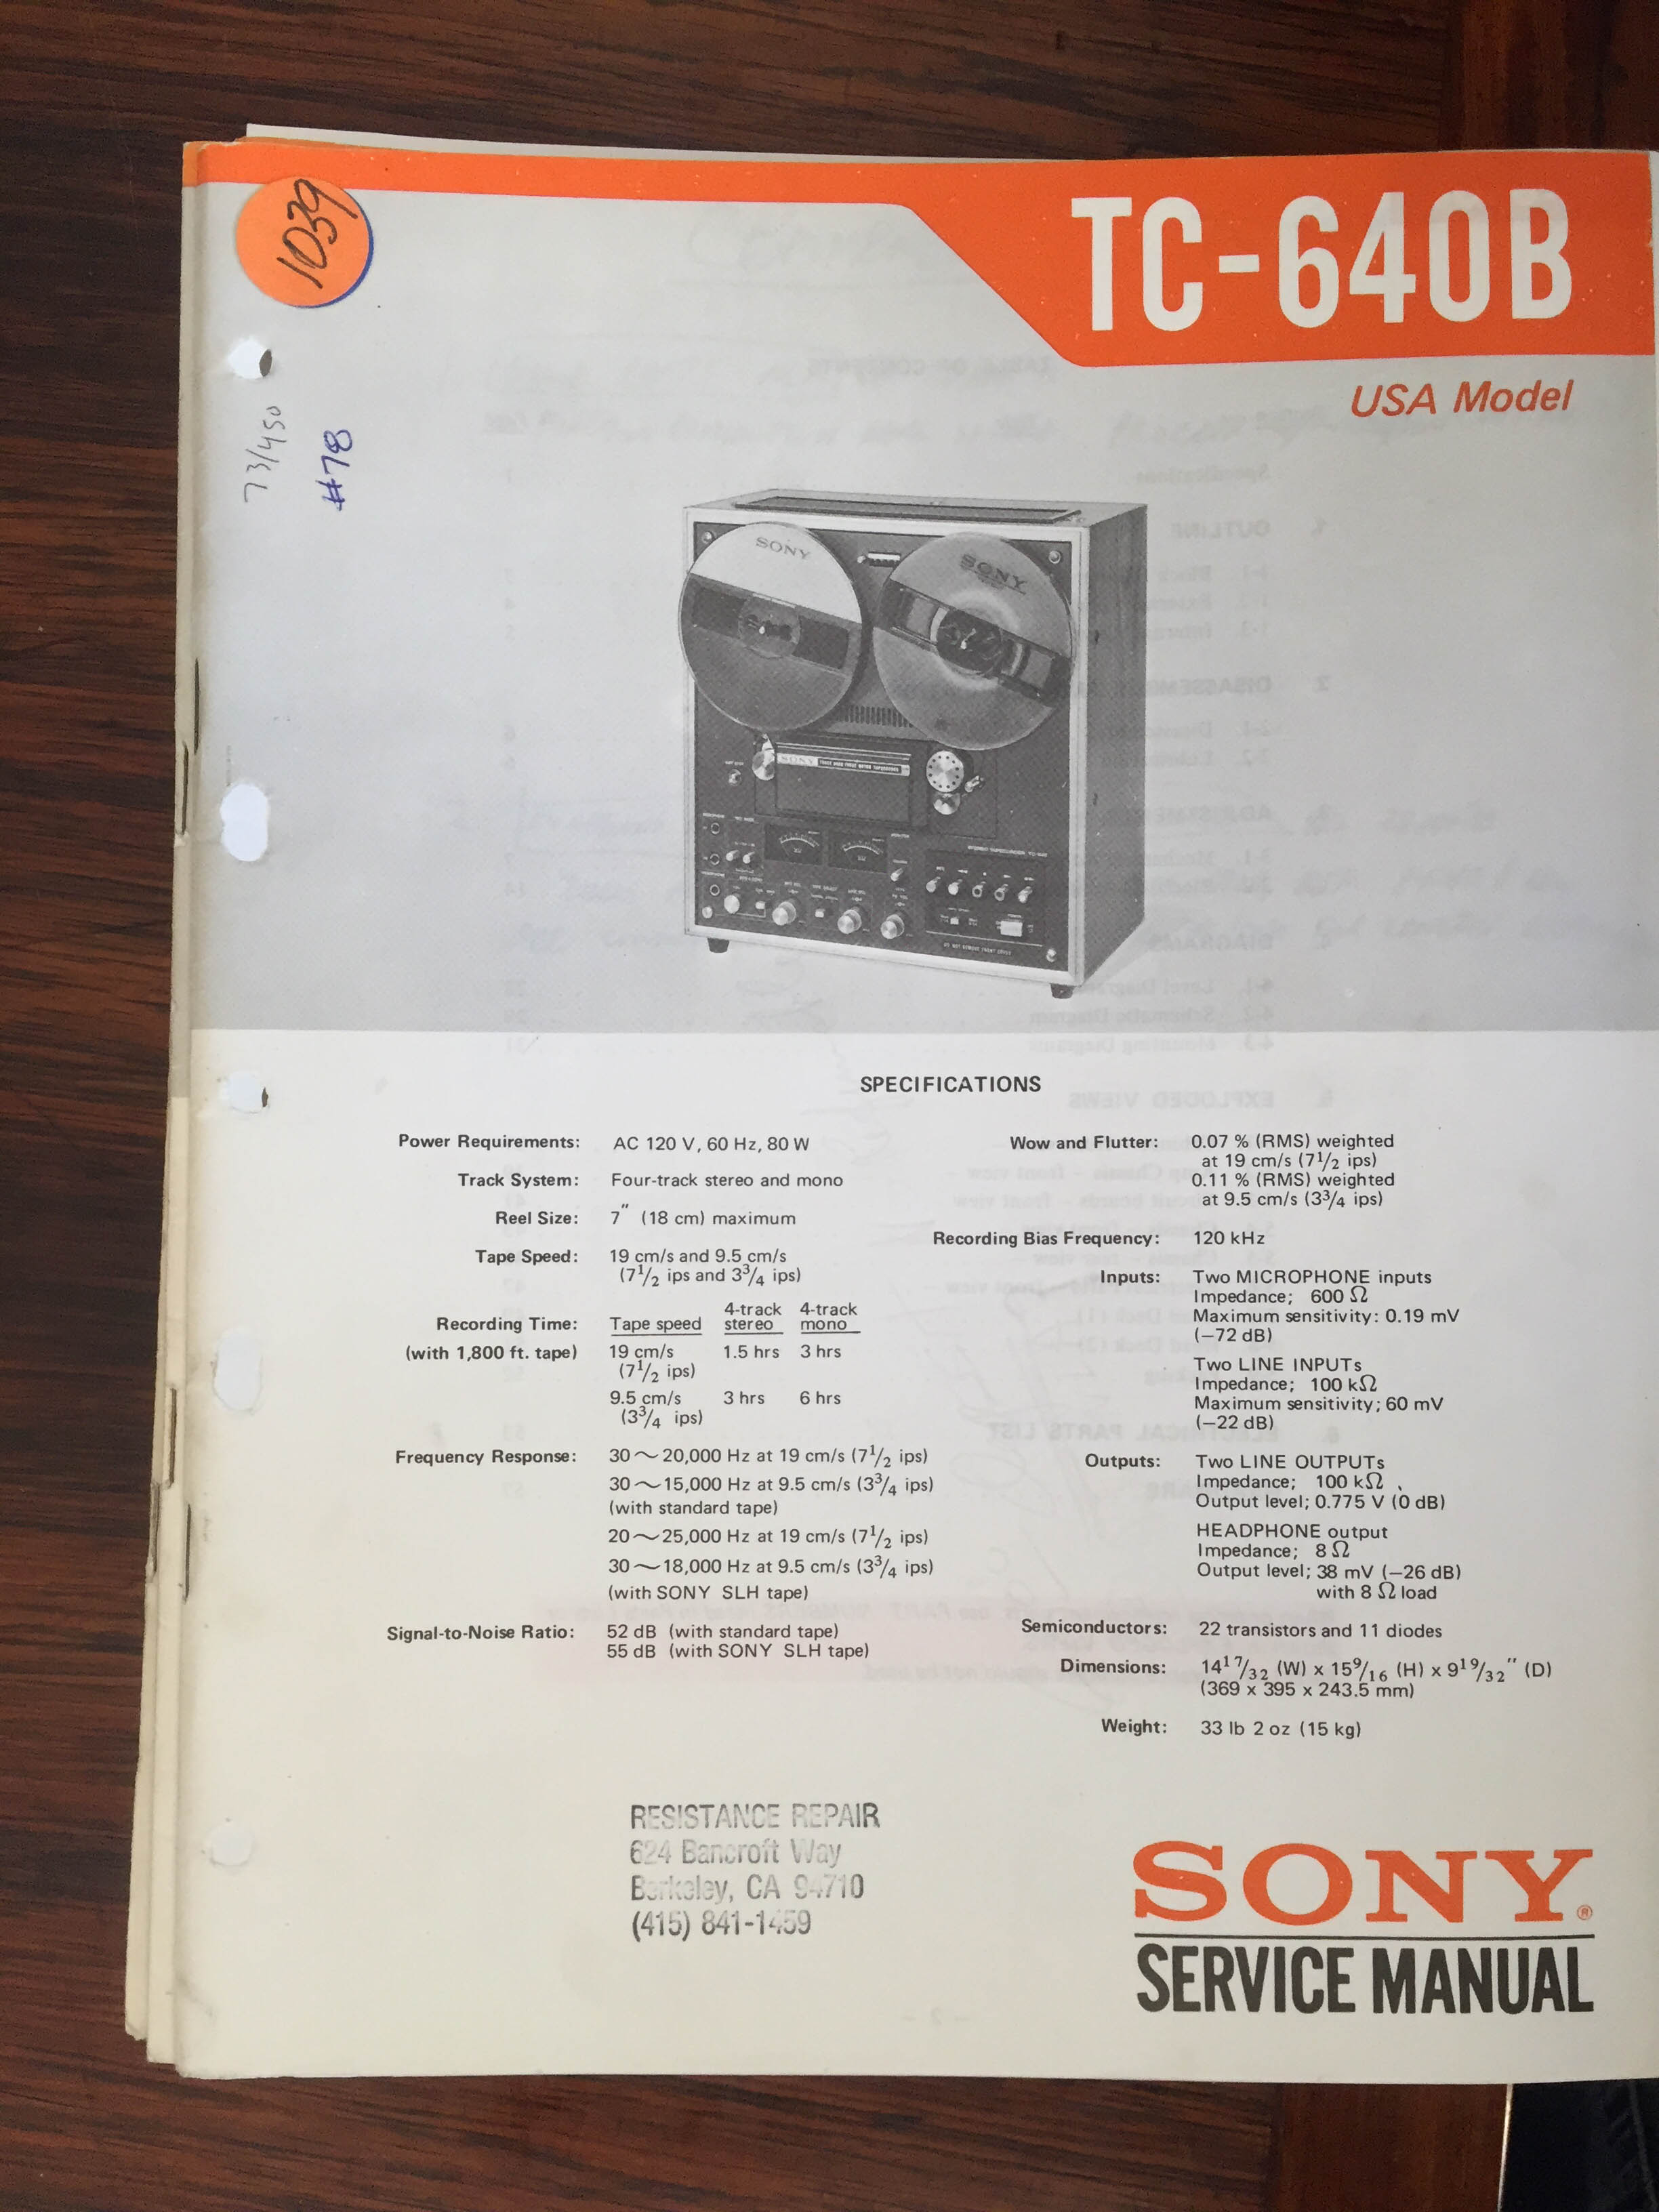 TC-640B
1039
USA Model
73/450
#78
SONY
SONY
SONY
SPECIFICATIONS
Power Requirements: AC 120 V, 60 Hz, 80 W
Track System: Four-track stereo and mono
Reel Size: 7″ (18 cm) maximum
Tape Speed: 19 cm/s and 9.5 cm/s
(7 1/2 ips and 3 3/4 ips)
Recording Time: Tape speed 4-track stereo 4-track mono
(with 1,800 ft. tape) 19 cm/s 1.5 hrs 3 hrs
(7 1/2 ips)
9.5 cm/s 3 hrs 6 hrs
(3 3/4 ips)
Frequency Response: 30～20,000 Hz at 19 cm/s (7 1/2 ips)
30～15,000 Hz at 9.5 cm/s (3 3/4 ips)
(with standard tape)
20～25,000 Hz at 19 cm/s (7 1/2 ips)
30～18,000 Hz at 9.5 cm/s (3 3/4 ips)
(with SONY SLH tape)
Signal-to-Noise Ratio: 52 dB (with standard tape)
55 dB (with SONY SLH tape)
Wow and Flutter: 0.07 % (RMS) weighted
at 19 cm/s (7 1/2 ips)
0.11 % (RMS) weighted
at 9.5 cm/s (3 3/4 ips)
Recording Bias Frequency: 120 kHz
Inputs: Two MICROPHONE inputs
Impedance; 600 Ω
Maximum sensitivity: 0.19 mV
(−72 dB)
Two LINE INPUTs
Impedance; 100 kΩ
Maximum sensitivity; 60 mV
(−22 dB)
Outputs: Two LINE OUTPUTs
Impedance; 100 kΩ
Output level; 0.775 V (0 dB)
HEADPHONE output
Impedance; 8 Ω
Output level; 38 mV (−26 dB)
with 8 Ω load
Semiconductors: 22 transistors and 11 diodes
Dimensions: 14 17/32 (W) x 15 9/16 (H) x 9 19/32″ (D)
(369 x 395 x 243.5 mm)
Weight: 33 lb 2 oz (15 kg)
RESISTANCE REPAIR
624 Bancroft Way
Berkeley, CA 94710
(415) 841-1459
SONY®
SERVICE MANUAL